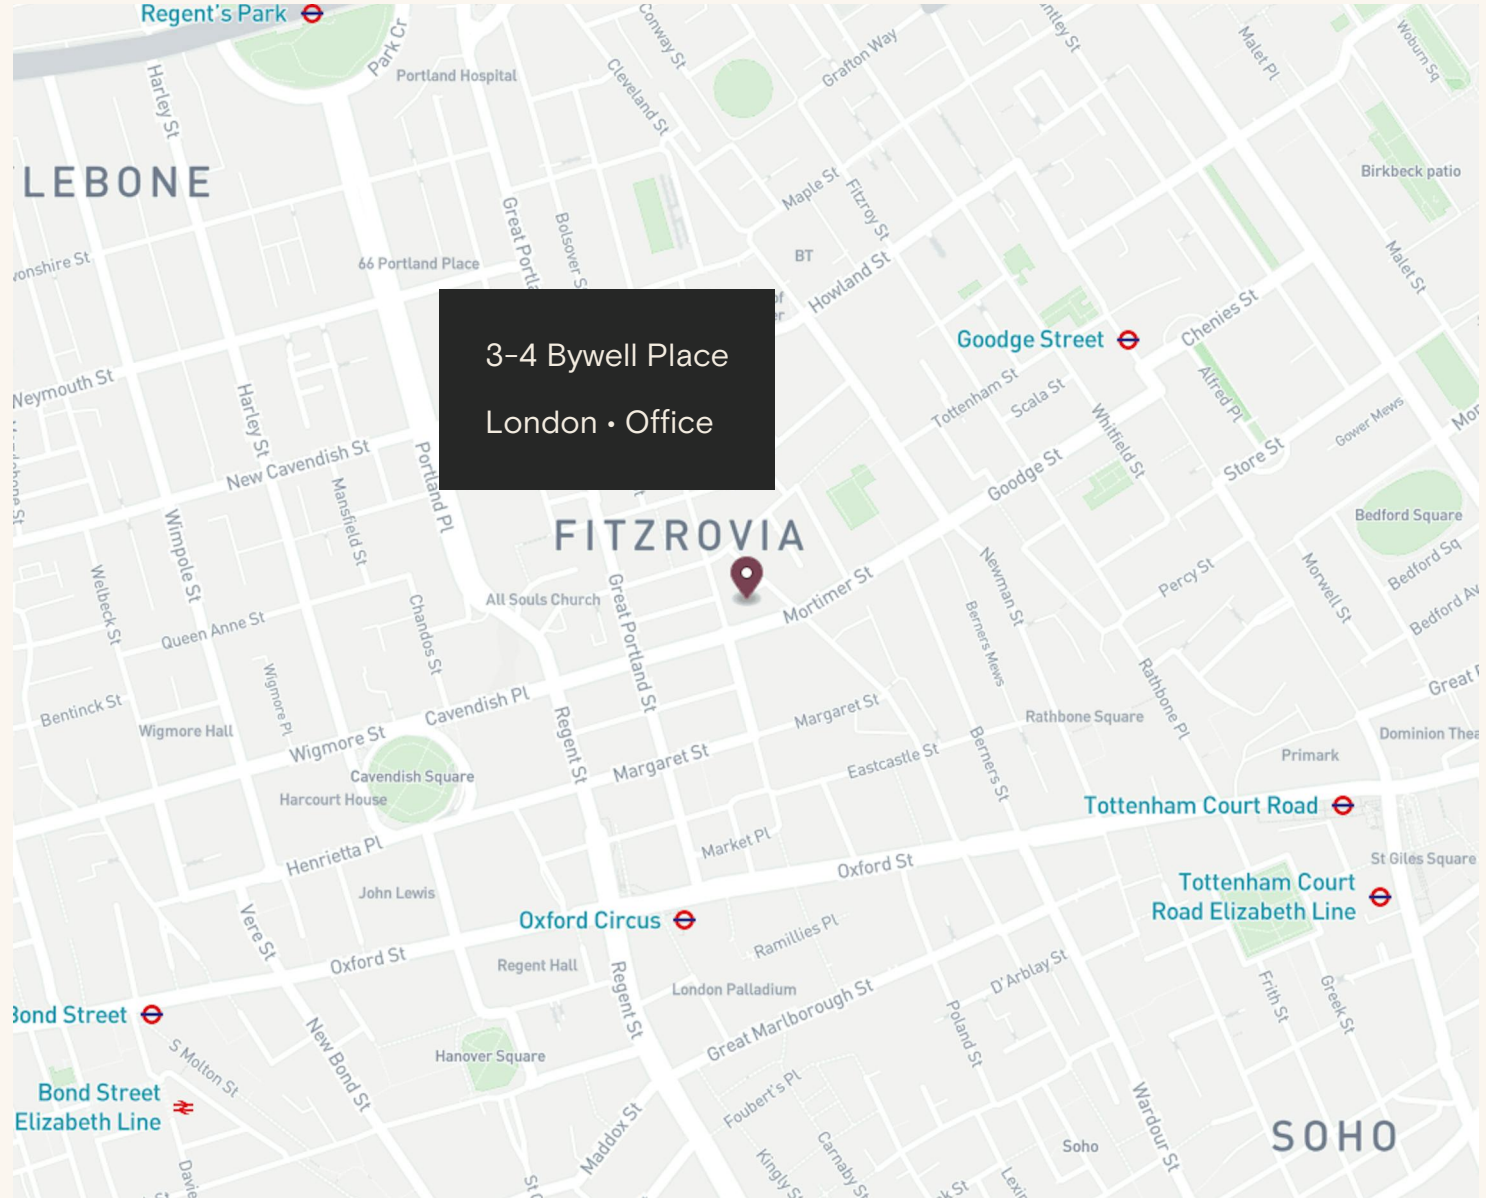 Regent's Park
Park Cr
Portland Hospital
Conway St
Cleveland St
Grafton Way
Malet Pl
Woburn Sq
Harley St
LEBONE
Birkbeck patio
Maple St
Fitzroy St
Great Portla
Bolsover S
BT
66 Portland Place
Howland St
Malet St
Chenies St
Goodge Street
3-4 Bywell Place
London • Office
Weymouth St
Harley St
Tottenham St
Scala St
Whitfield St
Alfred Pl
Gower Mews
Store St
New Cavendish St
Portland Pl
Goodge St
Mansfield St
Wimpole St
Bedford Square
FITZROVIA
Bedford Sq
Percy St
Morwell St
Newman St
Bedford Av
Welbeck St
All Souls Church
Great Portland St
Mortimer St
Queen Anne St
Chandos St
Berners Mews
Wigmore Pl
Rathbone Pl
Cavendish Pl
Bentinck St
Wigmore Hall
Wigmore St
Regent St
Margaret St
Rathbone Square
Dominion Thea
Primark
Margaret St
Eastcastle St
Berners St
Cavendish Square
Harcourt House
Tottenham Court Road
Market Pl
Henrietta Pl
Oxford St
St Giles Square
John Lewis
Tottenham Court
Road Elizabeth Line
Oxford Circus
Vere St
Ramillies Pl
Oxford St
Regent Hall
Regent St
London Palladium
D'Arblay St
Frith St
Greek St
Bond Street
Great Marlborough St
Poland St
New Bond St
Hanover Square
S Molton St
Bond Street
Elizabeth Line
Foubert's Pl
Maddox St
Wardour St
SOHO
Soho
Carnaby St
Kingly S
Davie